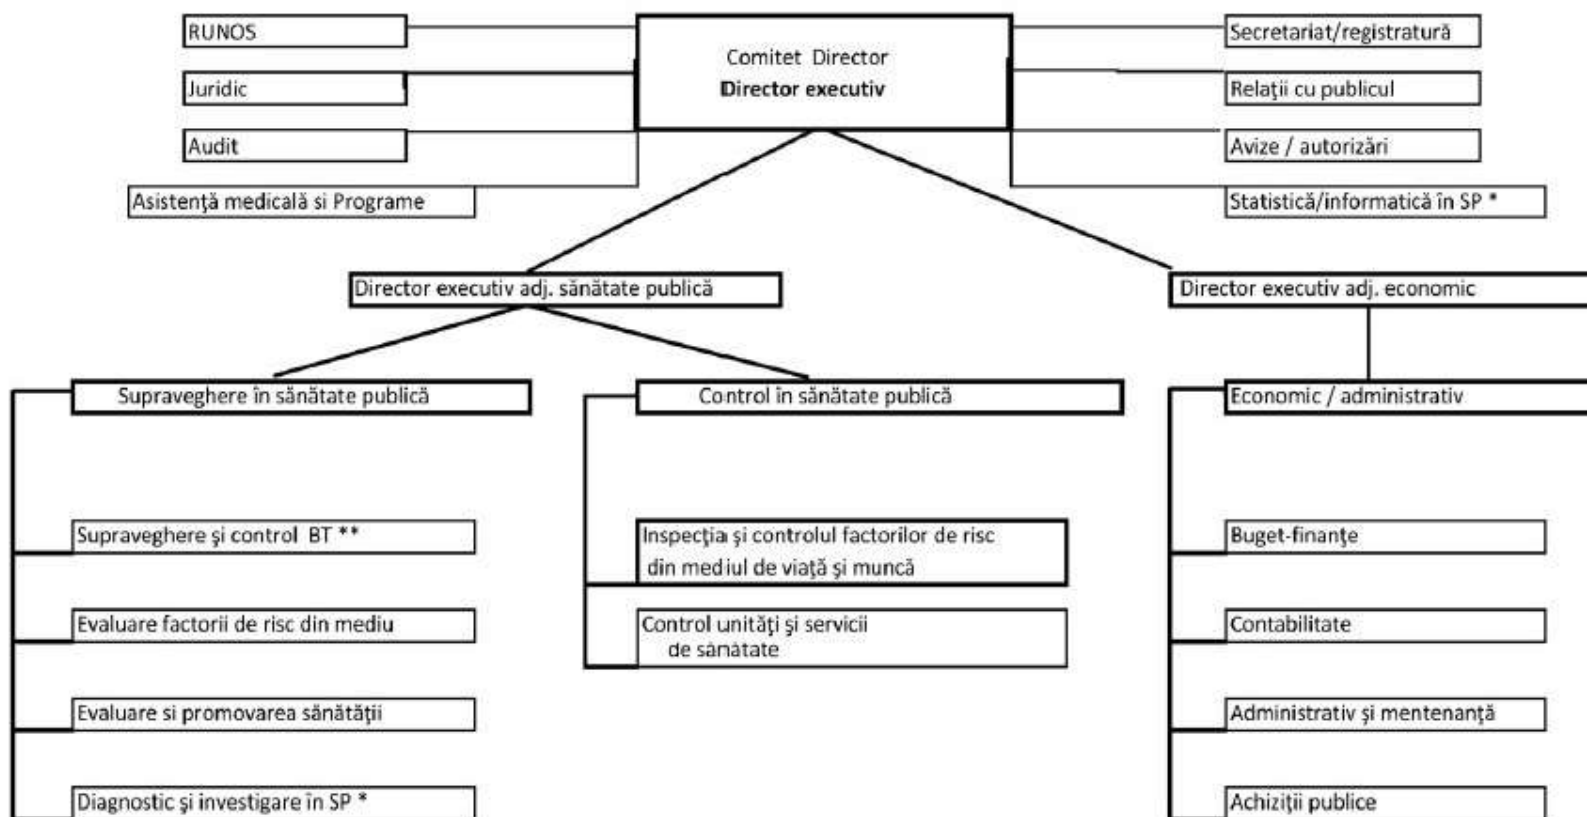 RUNOS
Comitet Director
Director executiv
Secretariat/registratură
Juridic
Relaţii cu publicul
Audit
Avize / autorizări
Asistenţă medicală si Programe
Statistică/informatică în SP *
Director executiv adj. sănătate publică
Director executiv adj. economic
Supraveghere în sănătate publică
Control în sănătate publică
Economic / administrativ
Supraveghere şi control BT **
Inspecţia şi controlul factorilor de risc
din mediul de viaţă şi muncă
Buget-finanţe
Evaluare factorii de risc din mediu
Control unităţi şi servicii
de sănătate
Contabilitate
Evaluare si promovarea sănătăţii
Administrativ şi mentenanţă
Diagnostic şi investigare în SP *
Achiziţii publice